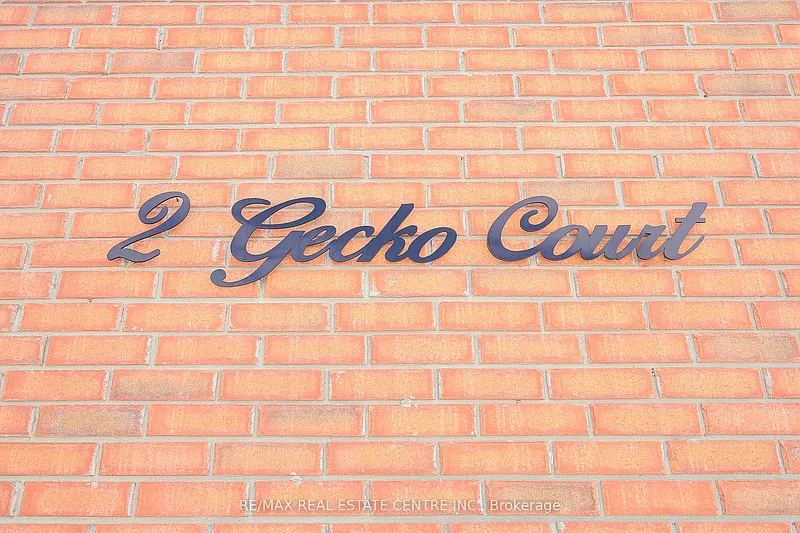 2 Gecko Court
RE/MAX REAL ESTATE CENTRE INC., Brokerage